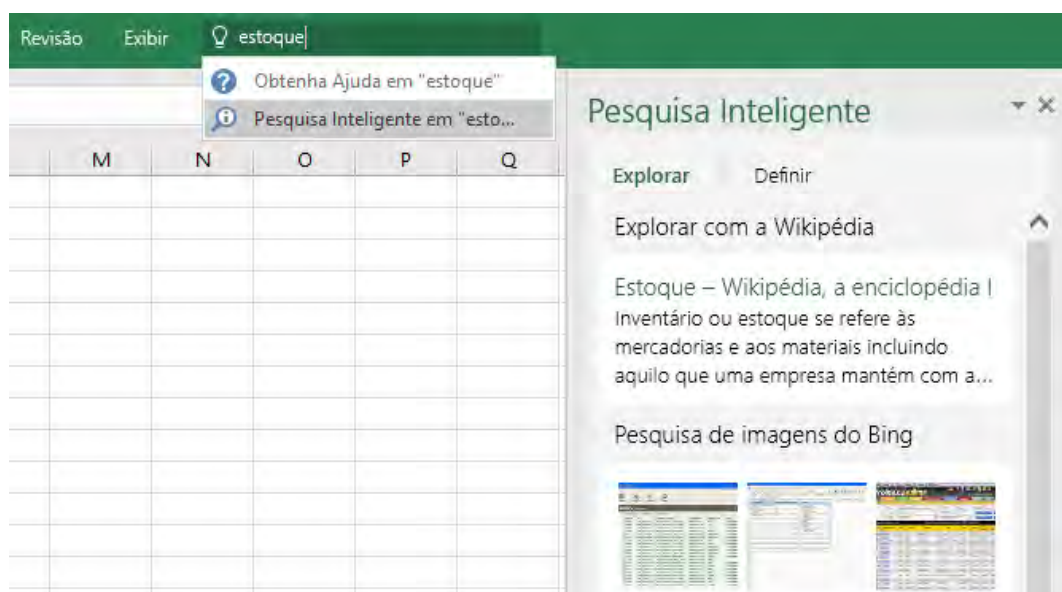 Revisão Exibir estoque
Obtenha Ajuda em "estoque"
Pesquisa Inteligente em "esto...
M N O P Q
Pesquisa Inteligente
Explorar Definir
Explorar com a Wikipédia
Estoque – Wikipédia, a enciclopédia l
Inventário ou estoque se refere às
mercadorias e aos materiais incluindo
aquilo que uma empresa mantém com a...
Pesquisa de imagens do Bing